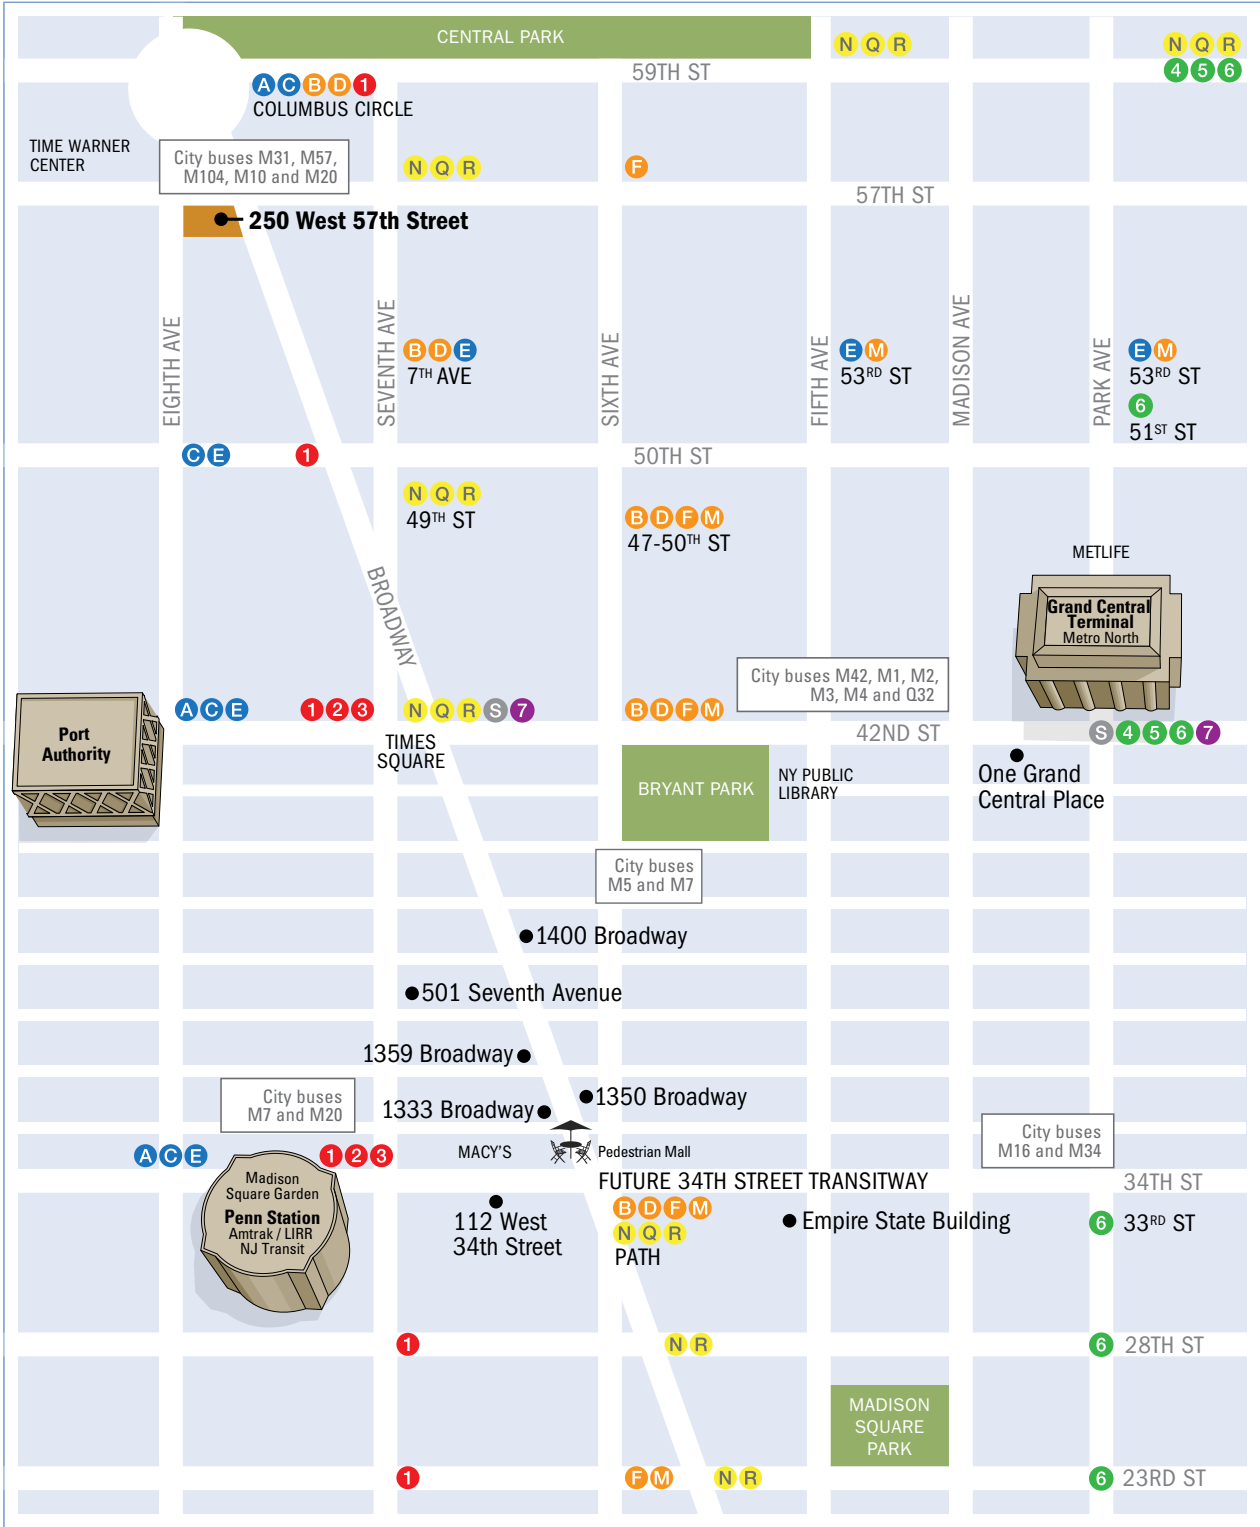 CENTRAL PARK
N Q R
N Q R
59TH ST
4 5 6
A C B D 1
COLUMBUS CIRCLE
TIME WARNER
CENTER
City buses M31, M57,
M104, M10 and M20
N Q R
F
57TH ST
250 West 57th Street
EIGHTH AVE
SEVENTH AVE
SIXTH AVE
FIFTH AVE
MADISON AVE
PARK AVE
B D E
7TH AVE
E M
53RD ST
E M
53RD ST
6
51ST ST
C E
1
50TH ST
N Q R
49TH ST
B D F M
47-50TH ST
BROADWAY
METLIFE
Grand Central
Terminal
Metro North
City buses M42, M1, M2,
M3, M4 and Q32
Port
Authority
A C E
1 2 3
N Q R S 7
B D F M
42ND ST
S 4 5 6 7
TIMES
SQUARE
BRYANT PARK
NY PUBLIC
LIBRARY
One Grand
Central Place
City buses
M5 and M7
1400 Broadway
501 Seventh Avenue
1359 Broadway
1350 Broadway
1333 Broadway
City buses
M7 and M20
City buses
M16 and M34
A C E
1 2 3
MACY'S
Pedestrian Mall
FUTURE 34TH STREET TRANSITWAY
34TH ST
Madison
Square Garden
Penn Station
Amtrak / LIRR
NJ Transit
112 West
34th Street
B D F M
N Q R
PATH
Empire State Building
6 33RD ST
1
N R
6 28TH ST
MADISON
SQUARE
PARK
1
F M
N R
6 23RD ST